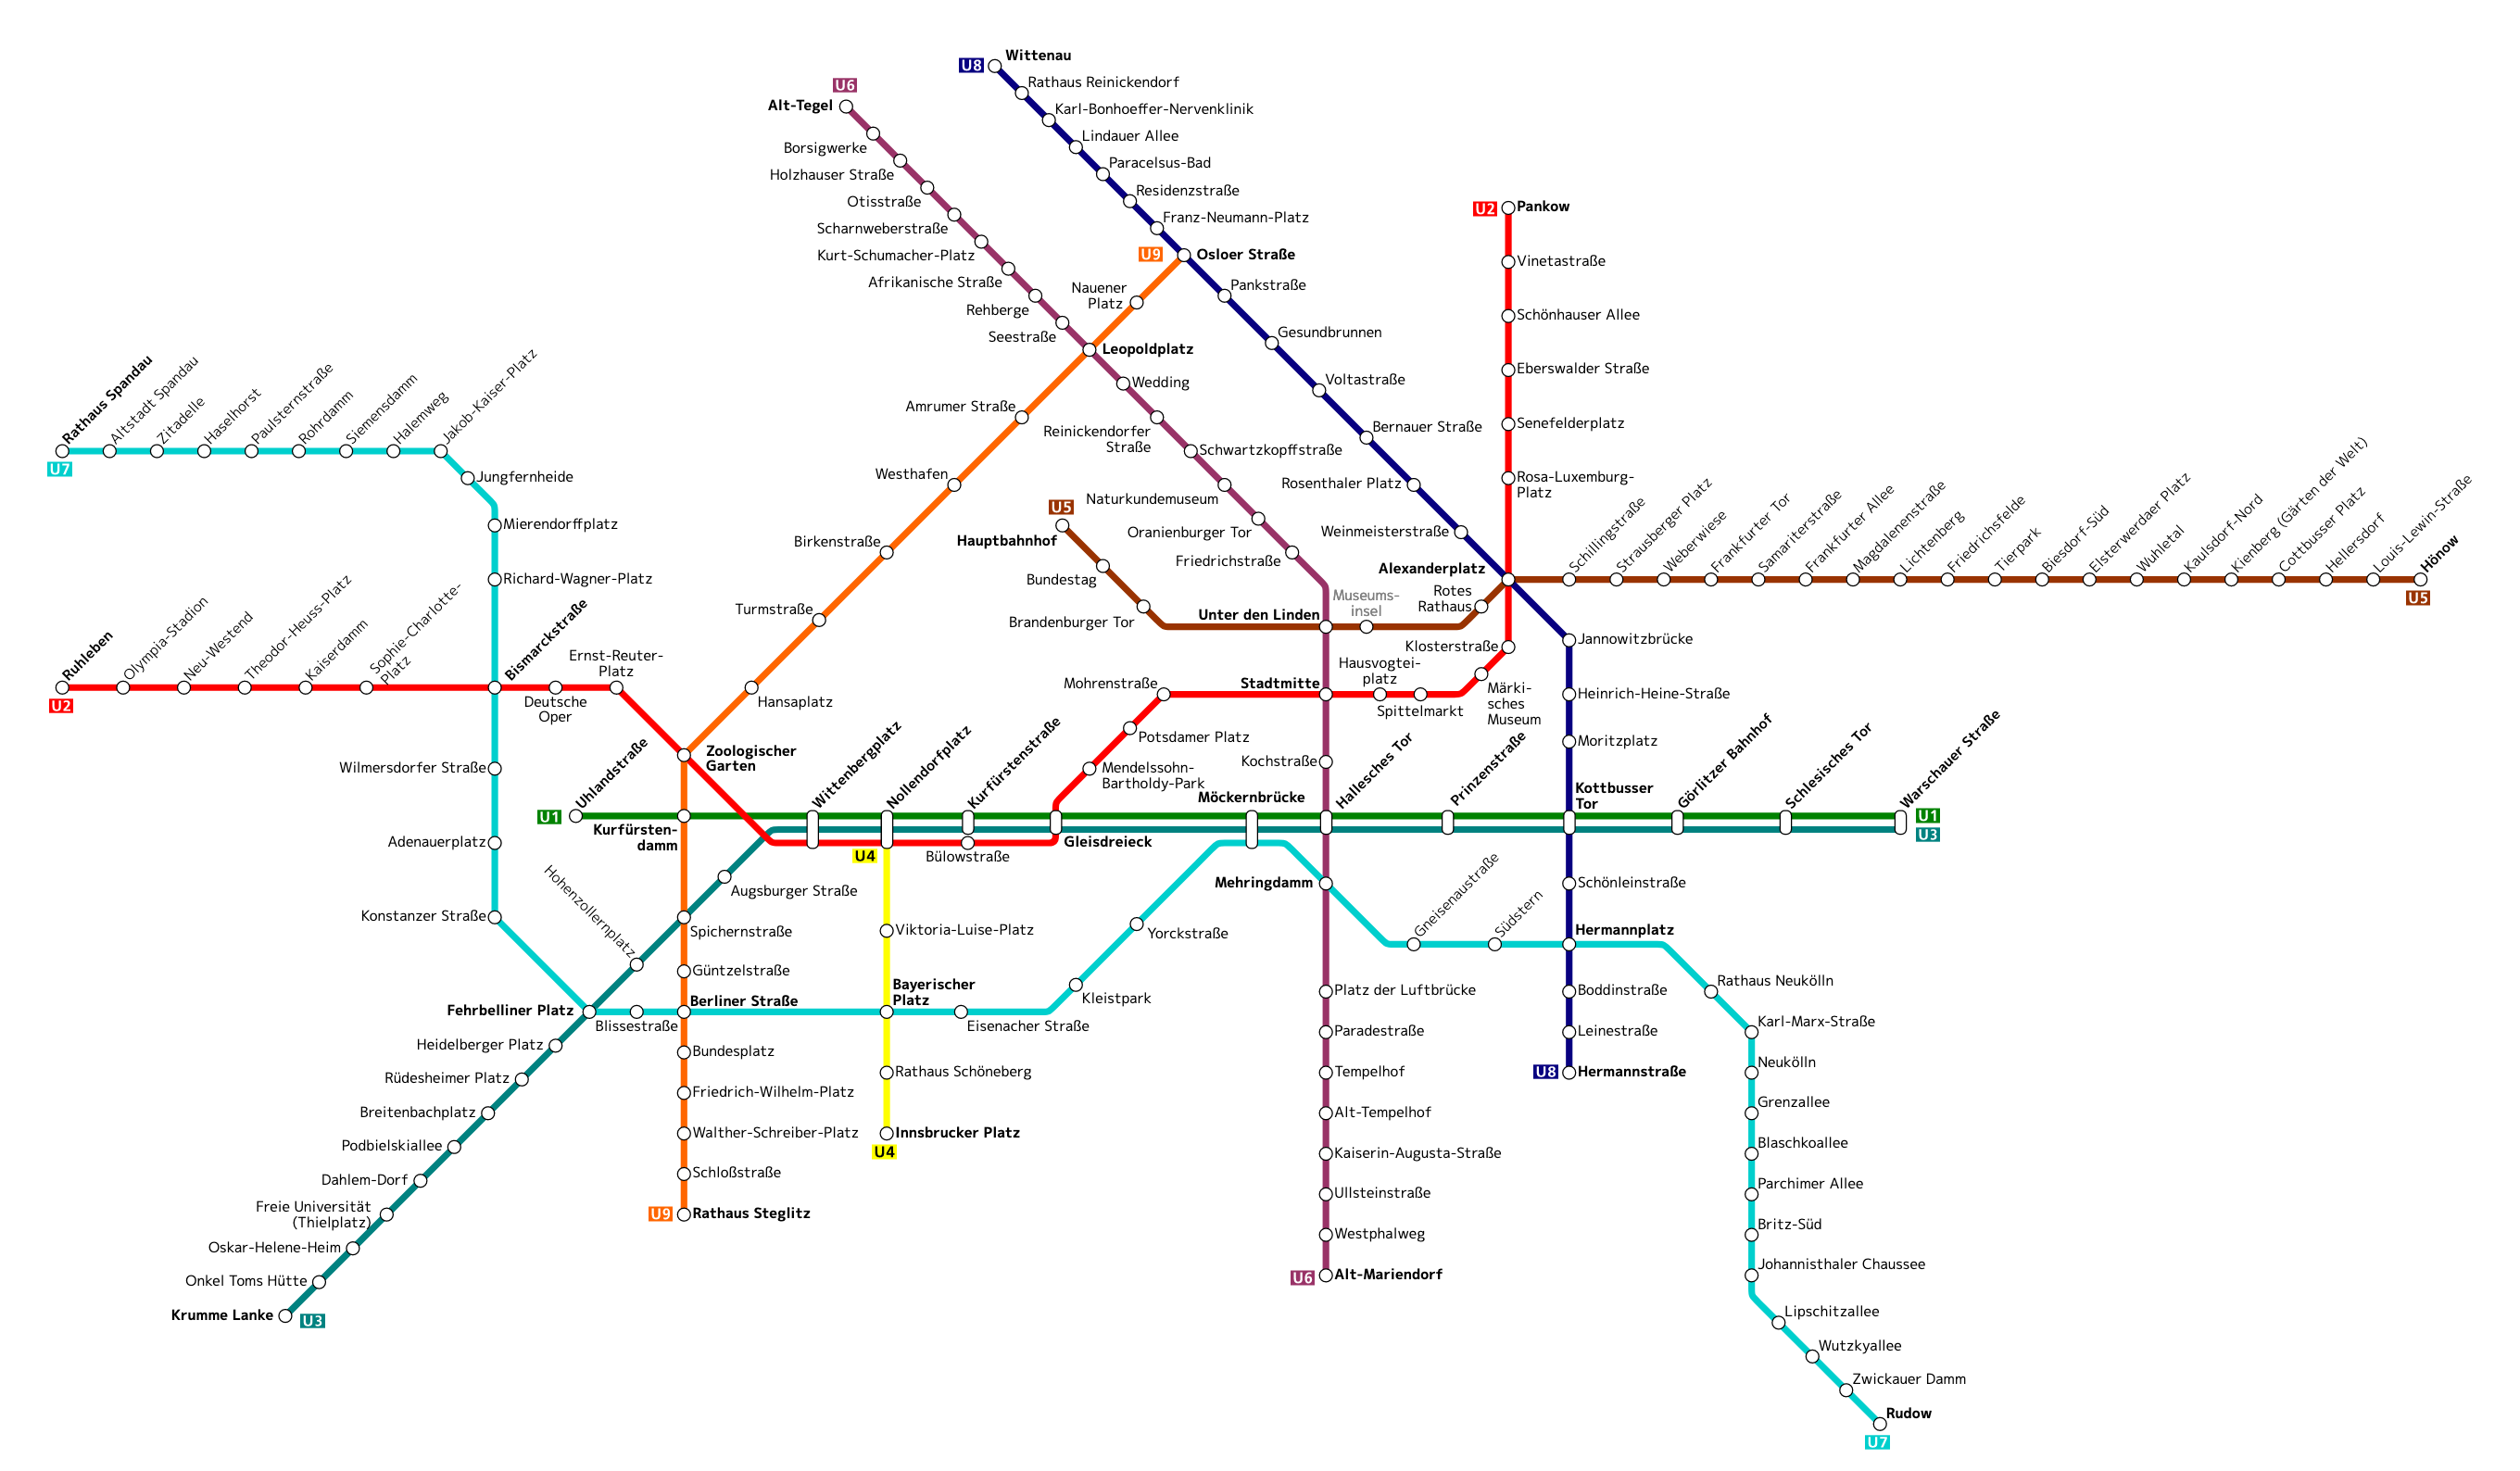 U8
Wittenau
Rathaus Reinickendorf
Karl-Bonhoeffer-Nervenklinik
Lindauer Allee
Paracelsus-Bad
Residenzstraße
Franz-Neumann-Platz
U9
Osloer Straße
Pankstraße
Gesundbrunnen
Voltastraße
Bernauer Straße
Rosenthaler Platz
Weinmeisterstraße
U6
Alt-Tegel
Borsigwerke
Holzhauser Straße
Otisstraße
Scharnweberstraße
Kurt-Schumacher-Platz
Afrikanische Straße
Rehberge
Seestraße
Nauener
Platz
Leopoldplatz
Wedding
Reinickendorfer
Straße
Schwartzkopffstraße
Naturkundemuseum
Oranienburger Tor
Friedrichstraße
Amrumer Straße
Westhafen
Birkenstraße
Turmstraße
Hansaplatz
U2
Pankow
Vinetastraße
Schönhauser Allee
Eberswalder Straße
Senefelderplatz
Rosa-Luxemburg-
Platz
Rathaus Spandau
Altstadt Spandau
Zitadelle
Haselhorst
Paulsternstraße
Rohrdamm
Siemensdamm
Halemweg
Jakob-Kaiser-Platz
U7
Jungfernheide
Mierendorffplatz
Richard-Wagner-Platz
U5
Hauptbahnhof
Bundestag
Brandenburger Tor
Unter den Linden
Museums-
insel
Rotes
Rathaus
Alexanderplatz
Schillingstraße
Strausberger Platz
Weberwiese
Frankfurter Tor
Samariterstraße
Frankfurter Allee
Magdalenenstraße
Lichtenberg
Friedrichsfelde
Tierpark
Biesdorf-Süd
Elsterwerdaer Platz
Wuhletal
Kaulsdorf-Nord
Kienberg (Gärten der Welt)
Cottbusser Platz
Hellersdorf
Louis-Lewin-Straße
Hönow
U5
Ruhleben
U2
Olympia-Stadion
Neu-Westend
Theodor-Heuss-Platz
Kaiserdamm
Sophie-Charlotte-
Platz
Bismarckstraße
Deutsche
Oper
Ernst-Reuter-
Platz
Zoologischer
Garten
Mohrenstraße
Stadtmitte
Hausvogtei-
platz
Spittelmarkt
Märki-
sches
Museum
Klosterstraße
Potsdamer Platz
Mendelssohn-
Bartholdy-Park
Kochstraße
Jannowitzbrücke
Heinrich-Heine-Straße
Moritzplatz
Wilmersdorfer Straße
Adenauerplatz
Konstanzer Straße
U1
Uhlandstraße
Kurfürsten-
damm
Wittenbergplatz
Nollendorfplatz
Kurfürstenstraße
Gleisdreieck
Möckernbrücke
Hallesches Tor
Prinzenstraße
Kottbusser
Tor
Görlitzer Bahnhof
Schlesisches Tor
Warschauer Straße
U1
U3
U4
Bülowstraße
Augsburger Straße
Hohenzollernplatz
Spichernstraße
Güntzelstraße
Berliner Straße
Blissestraße
Fehrbelliner Platz
Viktoria-Luise-Platz
Bayerischer
Platz
Eisenacher Straße
Kleistpark
Yorckstraße
Mehringdamm
Gneisenaustraße
Südstern
Hermannplatz
Schönleinstraße
Boddinstraße
Leinestraße
U8
Hermannstraße
Rathaus Neukölln
Karl-Marx-Straße
Neukölln
Grenzallee
Blaschkoallee
Parchimer Allee
Britz-Süd
Johannisthaler Chaussee
Lipschitzallee
Wutzkyallee
Zwickauer Damm
Rudow
U7
Heidelberger Platz
Rüdesheimer Platz
Breitenbachplatz
Podbielskiallee
Dahlem-Dorf
Freie Universität
(Thielplatz)
Oskar-Helene-Heim
Onkel Toms Hütte
Krumme Lanke
U3
Bundesplatz
Friedrich-Wilhelm-Platz
Walther-Schreiber-Platz
Schloßstraße
U9
Rathaus Steglitz
Rathaus Schöneberg
Innsbrucker Platz
U4
Platz der Luftbrücke
Paradestraße
Tempelhof
Alt-Tempelhof
Kaiserin-Augusta-Straße
Ullsteinstraße
Westphalweg
U6
Alt-Mariendorf